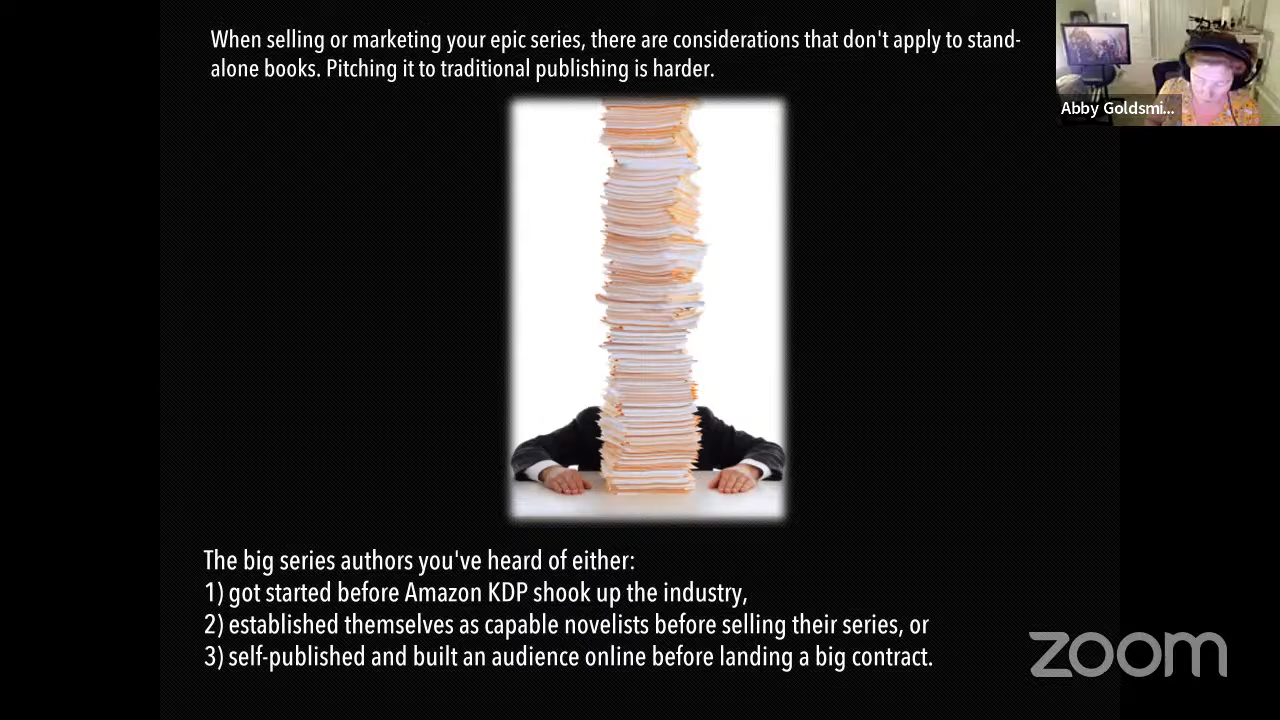 When selling or marketing your epic series, there are considerations that don't apply to stand-
alone books. Pitching it to traditional publishing is harder.
Abby Goldsmi...
The big series authors you've heard of either:
1) got started before Amazon KDP shook up the industry,
2) established themselves as capable novelists before selling their series, or
3) self-published and built an audience online before landing a big contract.
zoom